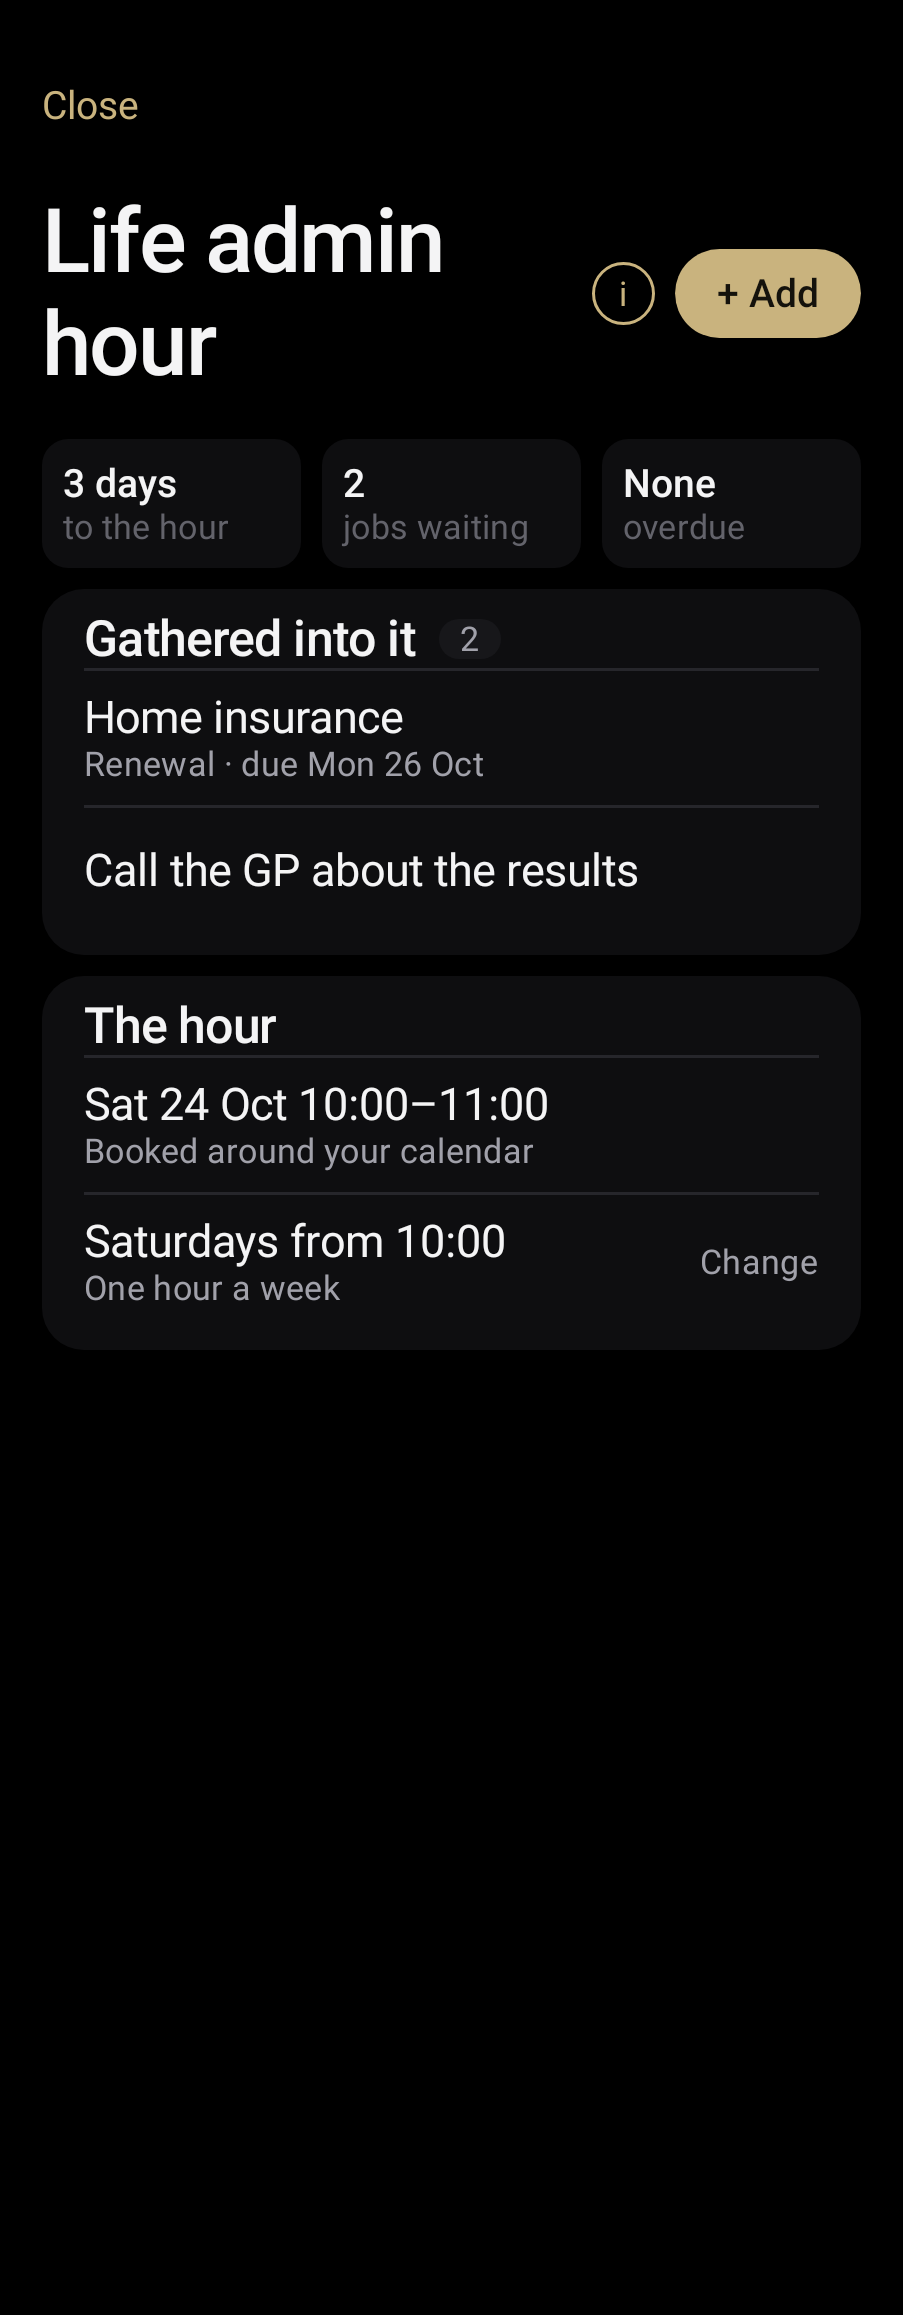 Close
Life admin
hour
i
+ Add
3 days
to the hour
2
jobs waiting
None
overdue
Gathered into it 2
Home insurance
Renewal · due Mon 26 Oct
Call the GP about the results
The hour
Sat 24 Oct 10:00–11:00
Booked around your calendar
Saturdays from 10:00
One hour a week
Change